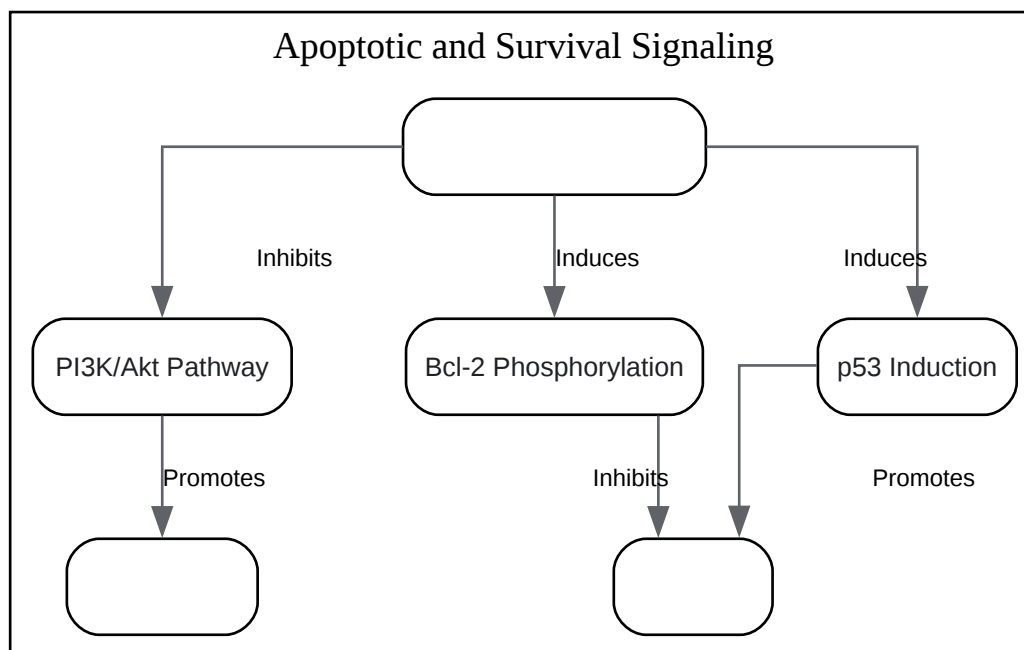 Apoptotic and Survival Signaling
Inhibits
Induces
Induces
PI3K/Akt Pathway
Bcl-2 Phosphorylation
p53 Induction
Promotes
Inhibits
Promotes